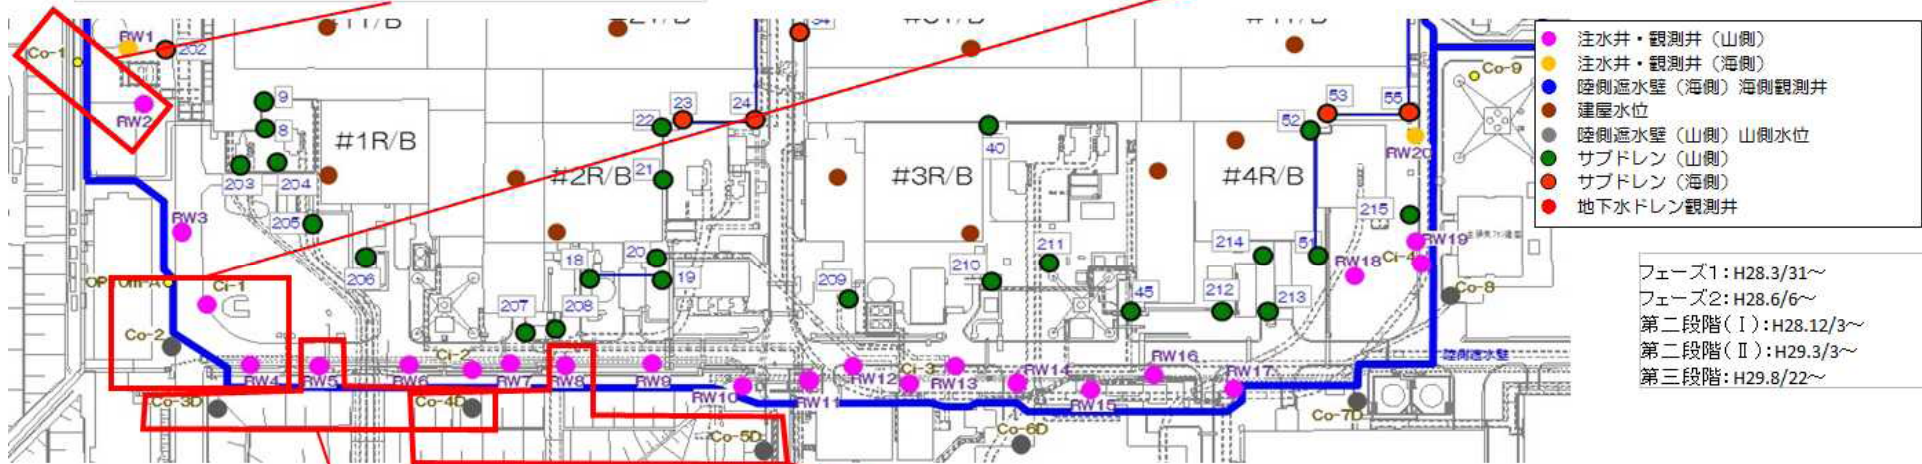 RW1
Co-1
202
RW2
9
8
203
204
#1R/B
205
206
RW3
Ci-1
Co-2
RW4
RW5
RW6
Ci-2
RW7
RW8
RW9
Co-3D
Co-4D
Co-5D
207
208
18
19
20
21
22
23
24
#2R/B
#3R/B
40
209
210
211
45
212
213
214
215
#4R/B
51
52
53
55
RW20
RW19
RW18
Ci-4
Co-9
Co-8
RW10
RW11
RW12
Ci-3
RW13
RW14
RW15
RW16
RW17
陸側遮水壁
Co-6D
Co-7D
注水井・観測井（山側）
注水井・観測井（海側）
陸側遮水壁（海側）海側観測井
建屋水位
陸側遮水壁（山側）山側水位
サブドレン（山側）
サブドレン（海側）
地下水ドレン観測井
フェーズ1：H28.3/31～
フェーズ2：H28.6/6～
第二段階(Ⅰ)：H28.12/3～
第二段階(Ⅱ)：H29.3/3～
第三段階：H29.8/22～